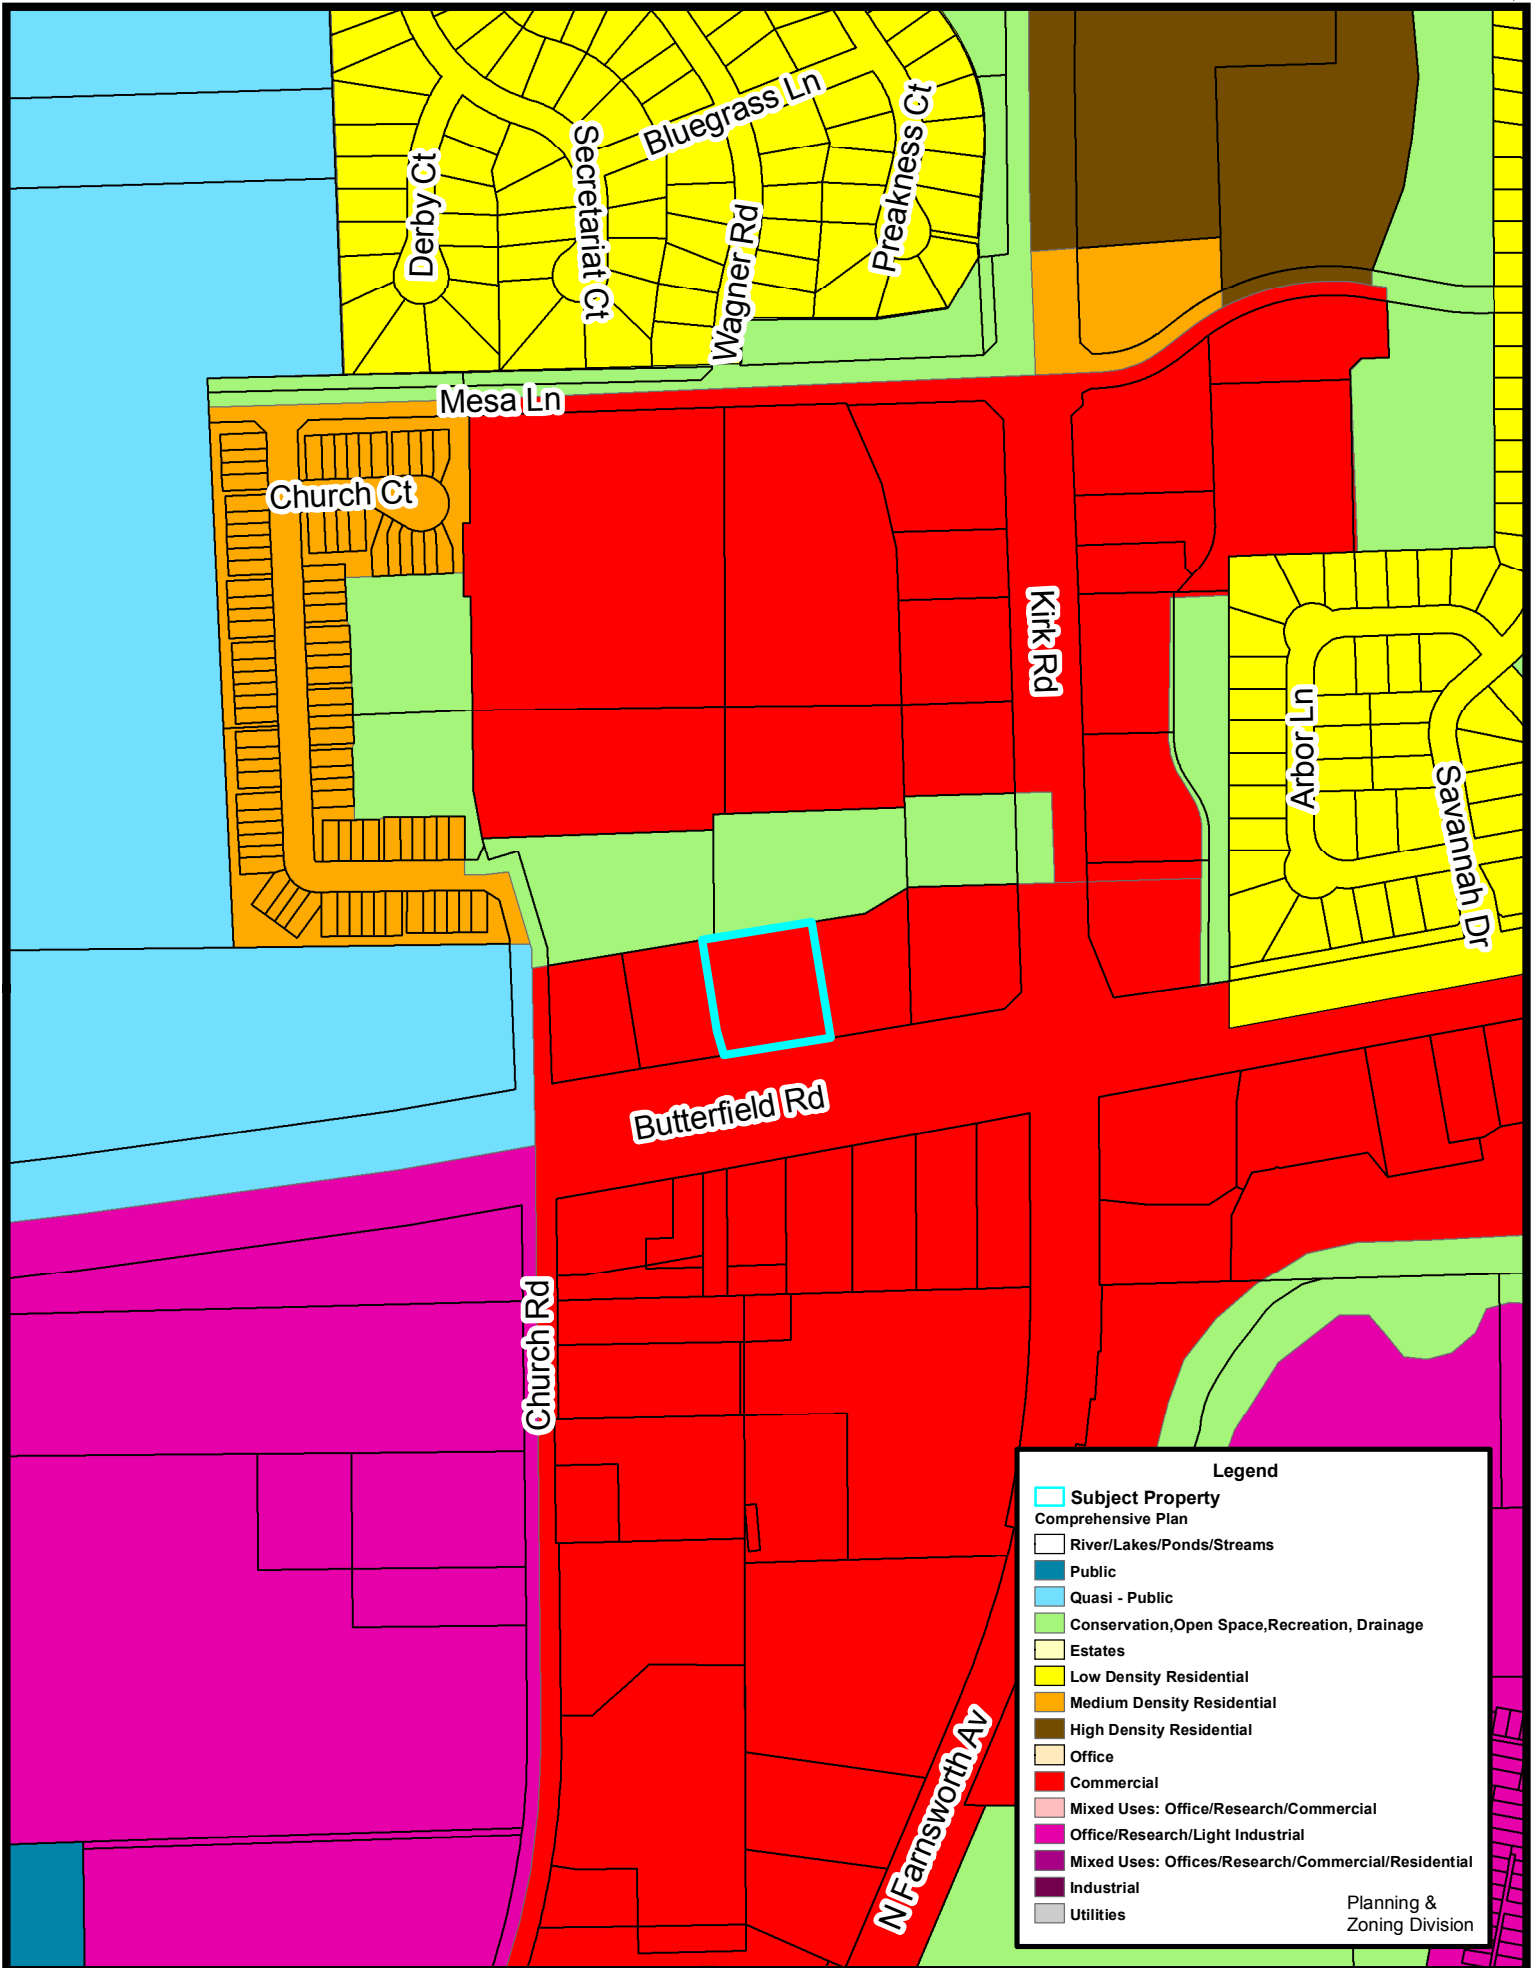 Bluegrass Ln
Preakness Ct
Secretariat Ct
Derby Ct
Wagner Rd
Mesa Ln
Church Ct
Kirk Rd
Arbor Ln
Savannah Dr
Butterfield Rd
Church Rd
N Farnsworth Av
Legend
Subject Property
Comprehensive Plan
River/Lakes/Ponds/Streams
Public
Quasi - Public
Conservation,Open Space,Recreation, Drainage
Estates
Low Density Residential
Medium Density Residential
High Density Residential
Office
Commercial
Mixed Uses: Office/Research/Commercial
Office/Research/Light Industrial
Mixed Uses: Offices/Research/Commercial/Residential
Industrial
Utilities
Planning &
Zoning Division